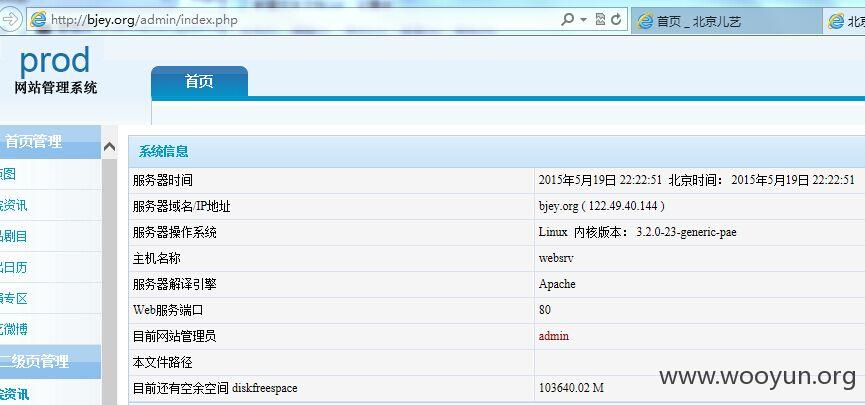 http://bjey.org/admin/index.php
首页 _ 北京儿艺
prod
网站管理系统
首页
首页管理
资讯
剧目
日历
专区
微博
二级页管理
资讯
系统信息
服务器时间 2015年5月19日 22:22:51 北京时间： 2015年5月19日 22:22:51
服务器域名/IP地址 bjey.org ( 122.49.40.144 )
服务器操作系统 Linux 内核版本： 3.2.0-23-generic-pae
主机名称 websrv
服务器解译引擎 Apache
Web服务端口 80
目前网站管理员 admin
本文件路径
目前还有空余空间 diskfreespace 103640.02 M
www.wooyun.org